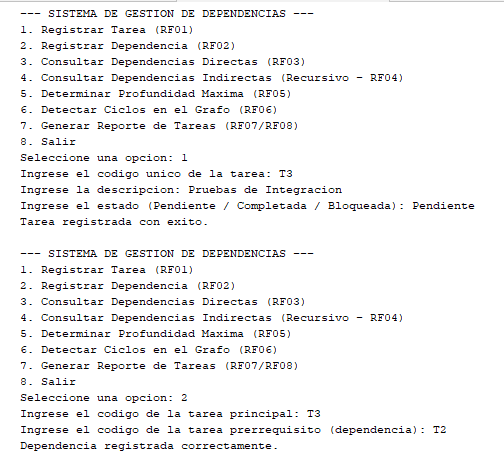 --- SISTEMA DE GESTION DE DEPENDENCIAS ---
1. Registrar Tarea (RF01)
2. Registrar Dependencia (RF02)
3. Consultar Dependencias Directas (RF03)
4. Consultar Dependencias Indirectas (Recursivo - RF04)
5. Determinar Profundidad Maxima (RF05)
6. Detectar Ciclos en el Grafo (RF06)
7. Generar Reporte de Tareas (RF07/RF08)
8. Salir
Seleccione una opcion: 1
Ingrese el codigo unico de la tarea: T3
Ingrese la descripcion: Pruebas de Integracion
Ingrese el estado (Pendiente / Completada / Bloqueada): Pendiente
Tarea registrada con exito.

--- SISTEMA DE GESTION DE DEPENDENCIAS ---
1. Registrar Tarea (RF01)
2. Registrar Dependencia (RF02)
3. Consultar Dependencias Directas (RF03)
4. Consultar Dependencias Indirectas (Recursivo - RF04)
5. Determinar Profundidad Maxima (RF05)
6. Detectar Ciclos en el Grafo (RF06)
7. Generar Reporte de Tareas (RF07/RF08)
8. Salir
Seleccione una opcion: 2
Ingrese el codigo de la tarea principal: T3
Ingrese el codigo de la tarea prerrequisito (dependencia): T2
Dependencia registrada correctamente.